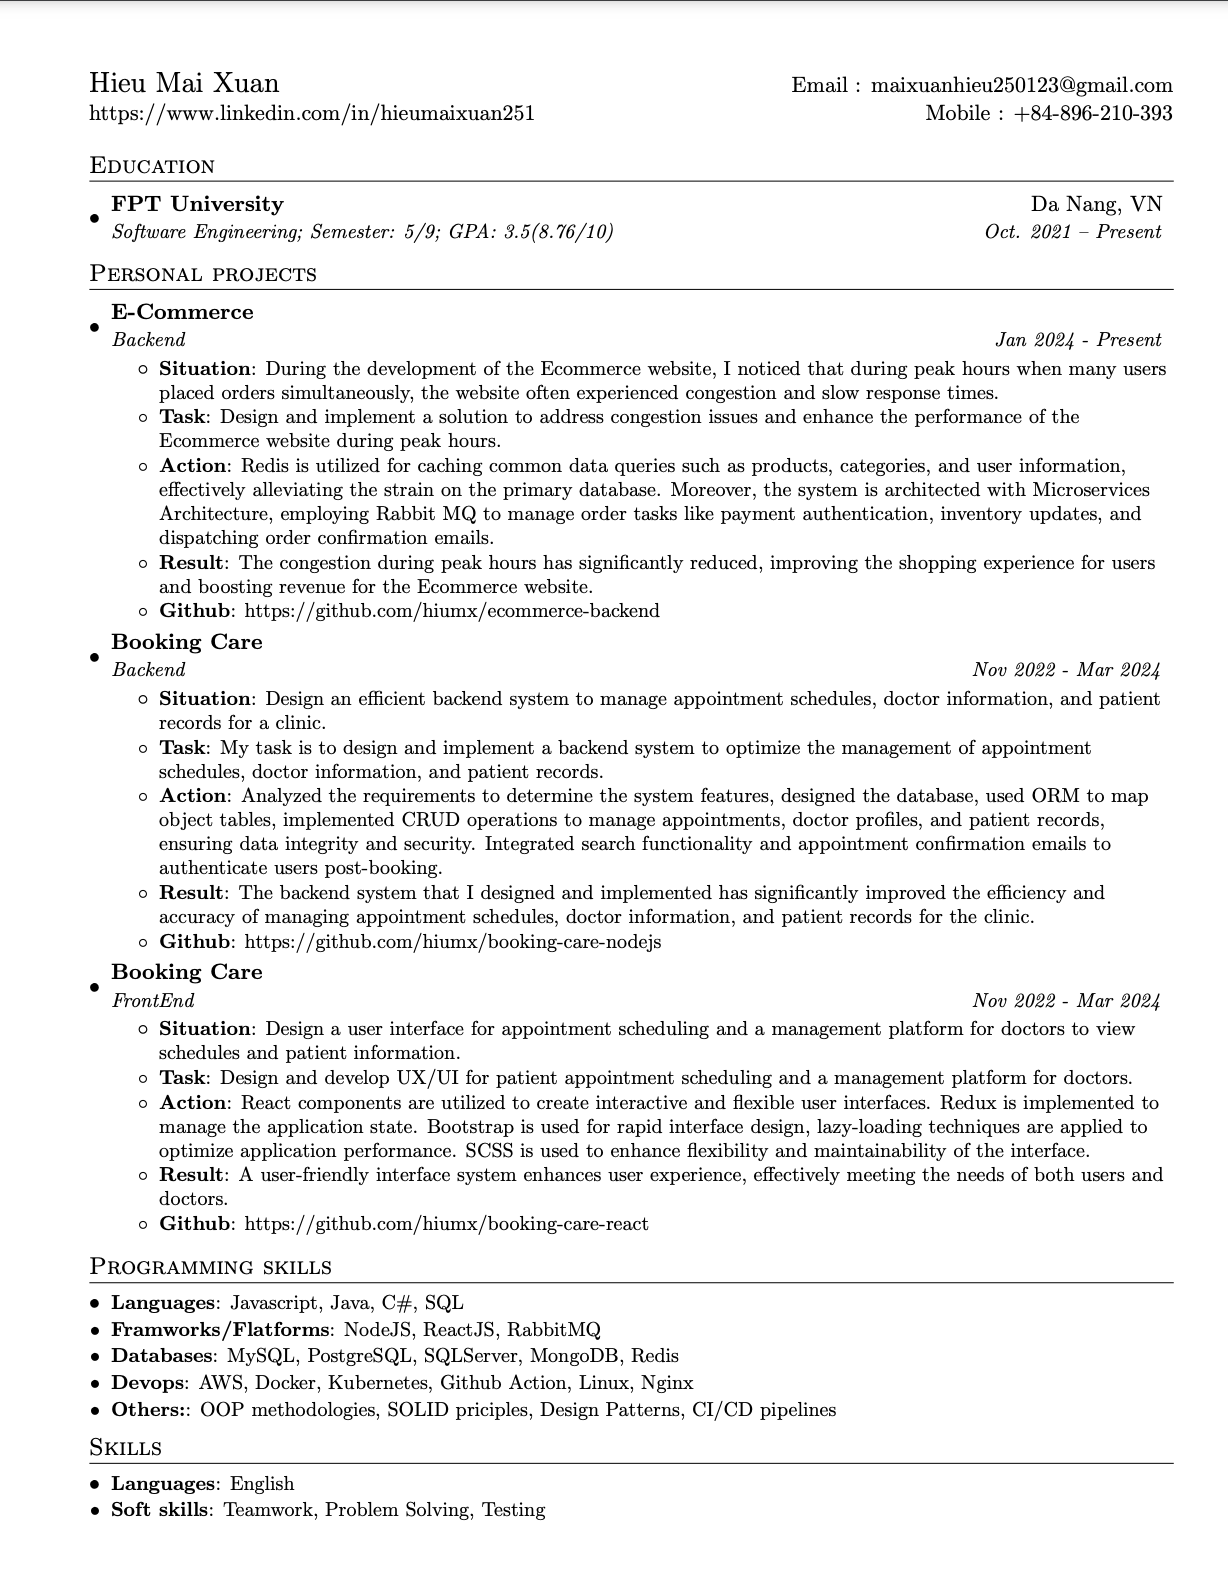 Hieu Mai Xuan
Email : maixuanhieu250123@gmail.com
https://www.linkedin.com/in/hieumaixuan251
Mobile : +84-896-210-393
Education
• FPT University
Da Nang, VN
Software Engineering; Semester: 5/9; GPA: 3.5(8.76/10)
Oct. 2021 – Present
Personal projects
• E-Commerce
Backend
Jan 2024 - Present
◦ Situation: During the development of the Ecommerce website, I noticed that during peak hours when many users
placed orders simultaneously, the website often experienced congestion and slow response times.
◦ Task: Design and implement a solution to address congestion issues and enhance the performance of the
Ecommerce website during peak hours.
◦ Action: Redis is utilized for caching common data queries such as products, categories, and user information,
effectively alleviating the strain on the primary database. Moreover, the system is architected with Microservices
Architecture, employing Rabbit MQ to manage order tasks like payment authentication, inventory updates, and
dispatching order confirmation emails.
◦ Result: The congestion during peak hours has significantly reduced, improving the shopping experience for users
and boosting revenue for the Ecommerce website.
◦ Github: https://github.com/hiumx/ecommerce-backend
• Booking Care
Backend
Nov 2022 - Mar 2024
◦ Situation: Design an efficient backend system to manage appointment schedules, doctor information, and patient
records for a clinic.
◦ Task: My task is to design and implement a backend system to optimize the management of appointment
schedules, doctor information, and patient records.
◦ Action: Analyzed the requirements to determine the system features, designed the database, used ORM to map
object tables, implemented CRUD operations to manage appointments, doctor profiles, and patient records,
ensuring data integrity and security. Integrated search functionality and appointment confirmation emails to
authenticate users post-booking.
◦ Result: The backend system that I designed and implemented has significantly improved the efficiency and
accuracy of managing appointment schedules, doctor information, and patient records for the clinic.
◦ Github: https://github.com/hiumx/booking-care-nodejs
• Booking Care
FrontEnd
Nov 2022 - Mar 2024
◦ Situation: Design a user interface for appointment scheduling and a management platform for doctors to view
schedules and patient information.
◦ Task: Design and develop UX/UI for patient appointment scheduling and a management platform for doctors.
◦ Action: React components are utilized to create interactive and flexible user interfaces. Redux is implemented to
manage the application state. Bootstrap is used for rapid interface design, lazy-loading techniques are applied to
optimize application performance. SCSS is used to enhance flexibility and maintainability of the interface.
◦ Result: A user-friendly interface system enhances user experience, effectively meeting the needs of both users and
doctors.
◦ Github: https://github.com/hiumx/booking-care-react
Programming skills
• Languages: Javascript, Java, C#, SQL
• Framworks/Flatforms: NodeJS, ReactJS, RabbitMQ
• Databases: MySQL, PostgreSQL, SQLServer, MongoDB, Redis
• Devops: AWS, Docker, Kubernetes, Github Action, Linux, Nginx
• Others:: OOP methodologies, SOLID priciples, Design Patterns, CI/CD pipelines
Skills
• Languages: English
• Soft skills: Teamwork, Problem Solving, Testing